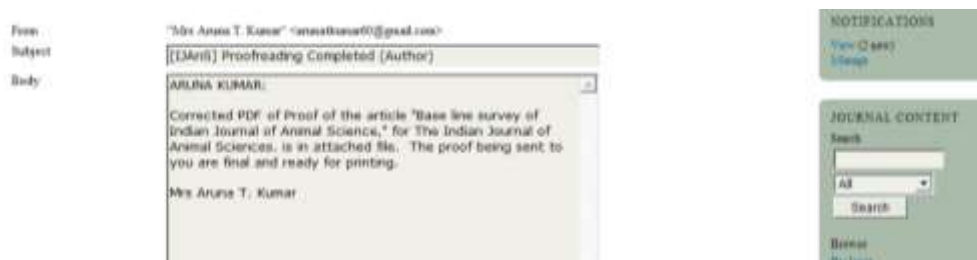 From
"Mrs Aruna T. Kumar" <arunatkumar00@gmail.com>
Subject
[IJAnS] Proofreading Completed (Author)
Body
ARUNA KUMAR:
Corrected PDF of Proof of the article "Base line survey of
Indian Journal of Animal Science," for The Indian Journal of
Animal Sciences, is in attached file. The proof being sent to
you are final and ready for printing.
Mrs Aruna T. Kumar
NOTIFICATIONS
View
Manage
JOURNAL CONTENT
Search
All
Search
Browse